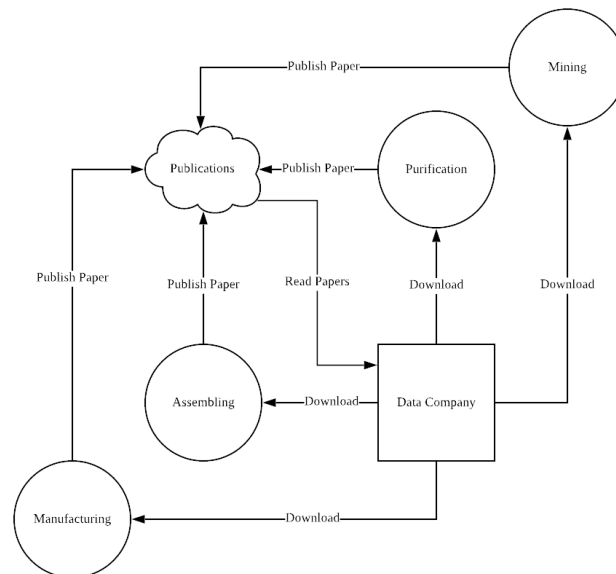 Publish Paper
Mining
Publications
Publish Paper
Purification
Publish Paper
Publish Paper
Read Papers
Download
Download
Assembling
Download
Data Company
Manufacturing
Download